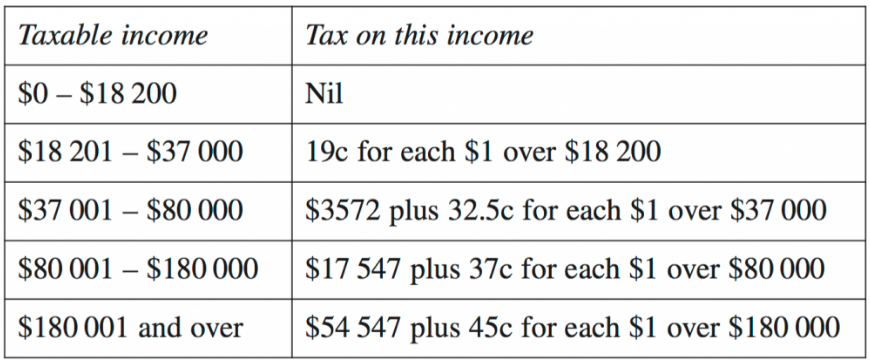 Taxable income Tax on this income
$0 – $18 200 Nil
$18 201 – $37 000 19c for each $1 over $18 200
$37 001 – $80 000 $3572 plus 32.5c for each $1 over $37 000
$80 001 – $180 000 $17 547 plus 37c for each $1 over $80 000
$180 001 and over $54 547 plus 45c for each $1 over $180 000